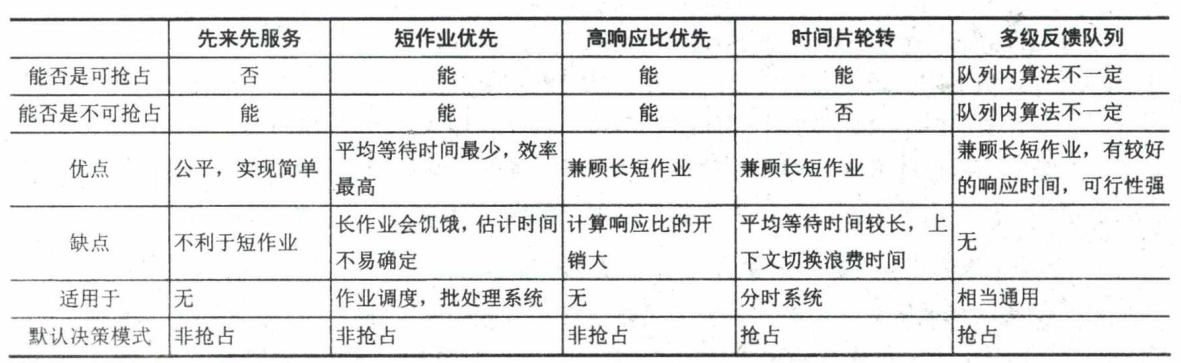 先来先服务 短作业优先 高响应比优先 时间片轮转 多级反馈队列
能否是可抢占 否 能 能 能 队列内算法不一定
能否是不可抢占 能 能 能 否 队列内算法不一定
优点 公平，实现简单 平均等待时间最少，效率最高 兼顾长短作业 兼顾长短作业 兼顾长短作业，有较好的响应时间，可行性强
缺点 不利于短作业 长作业会饥饿，估计时间不易确定 计算响应比的开销大 平均等待时间较长，上下文切换浪费时间 无
适用于 无 作业调度，批处理系统 无 分时系统 相当通用
默认决策模式 非抢占 非抢占 非抢占 抢占 抢占